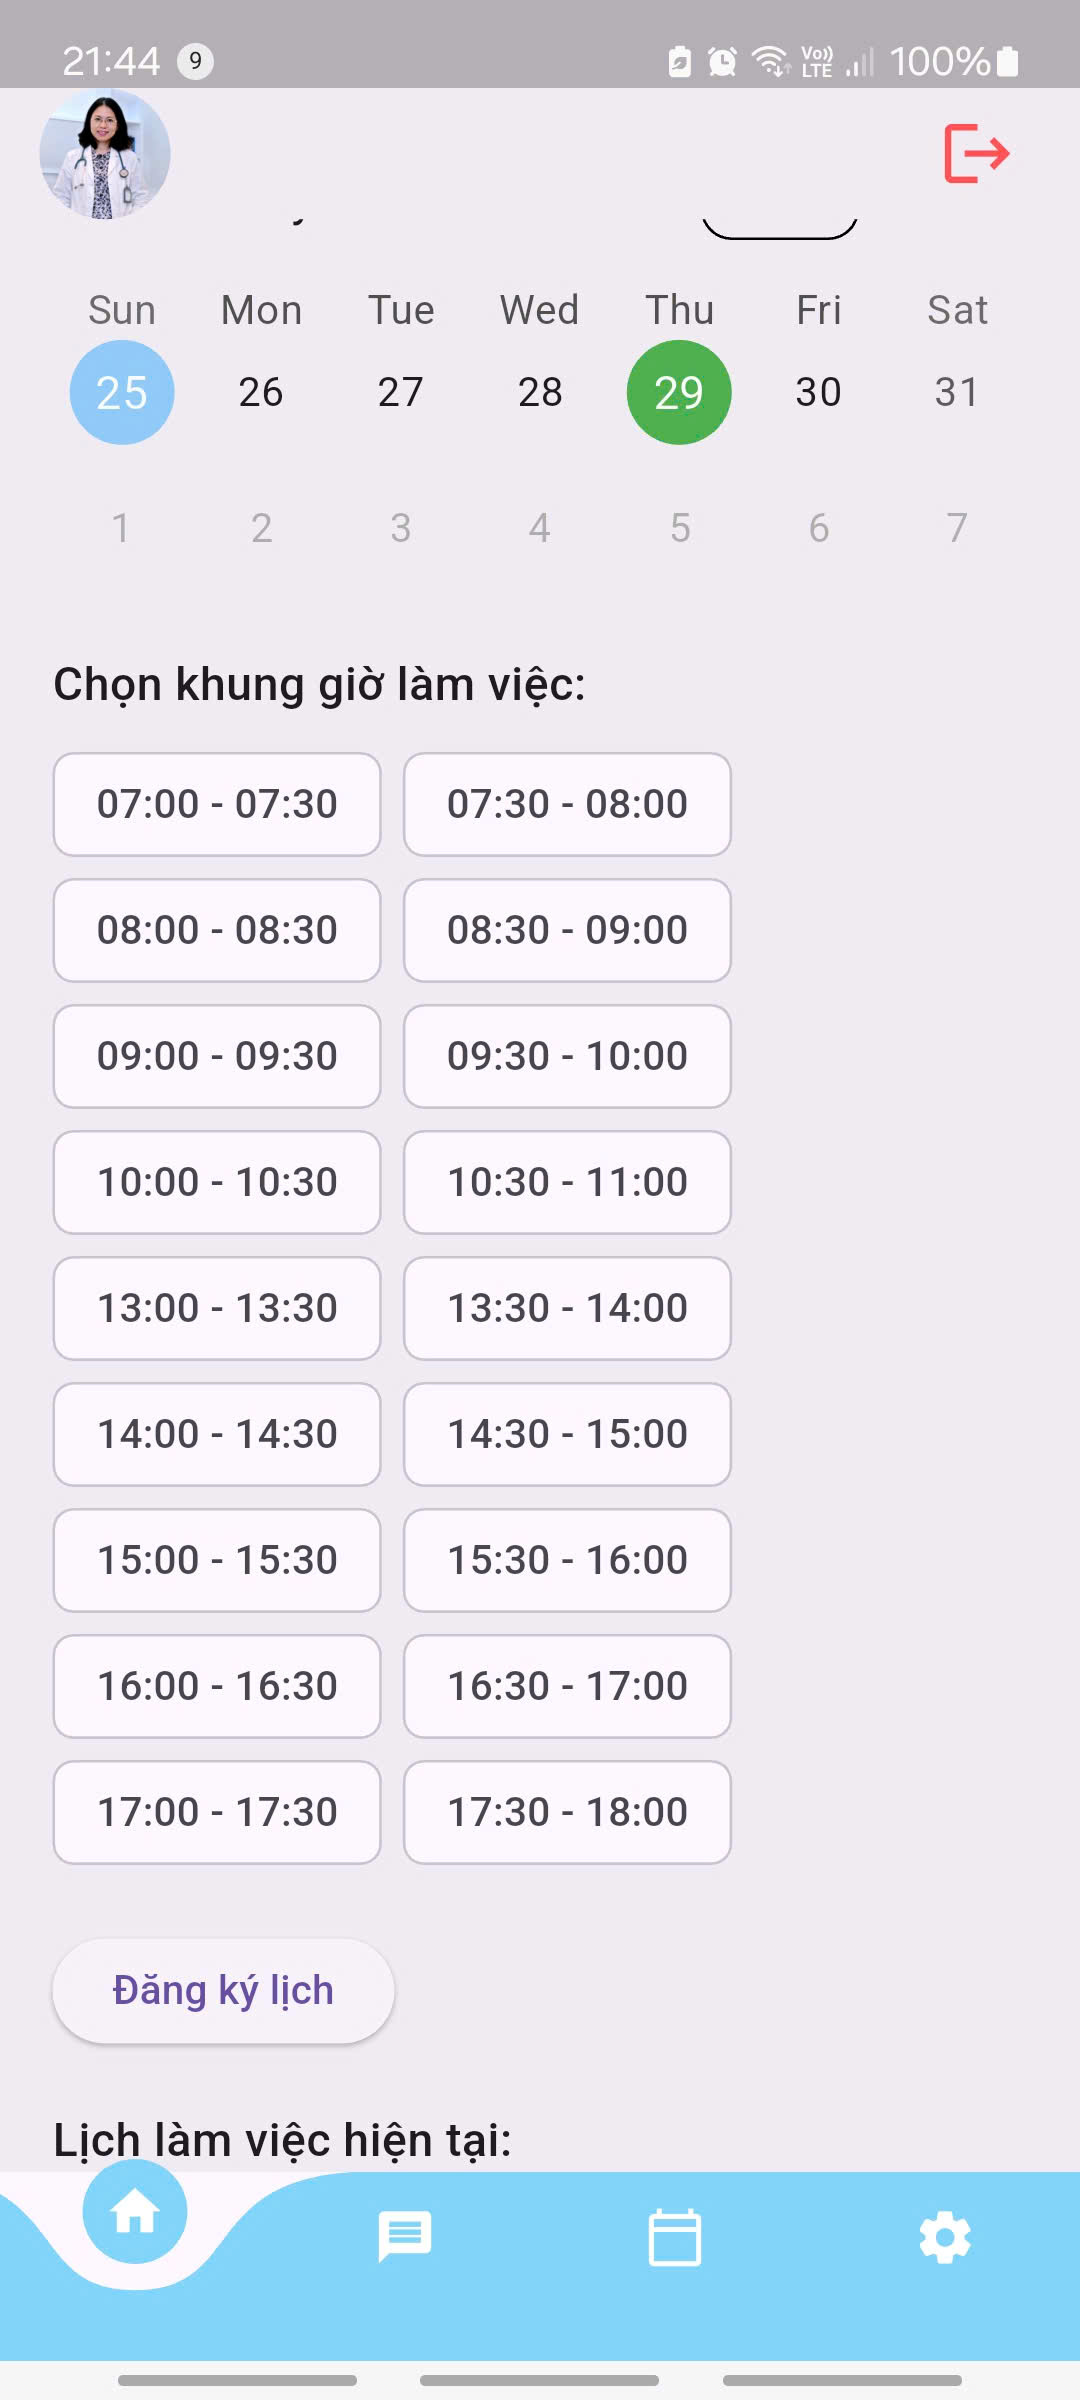 21:44 9 Vo)) LTE 100%
Sun Mon Tue Wed Thu Fri Sat
25 26 27 28 29 30 31
1 2 3 4 5 6 7
Chọn khung giờ làm việc:
07:00 - 07:30 07:30 - 08:00
08:00 - 08:30 08:30 - 09:00
09:00 - 09:30 09:30 - 10:00
10:00 - 10:30 10:30 - 11:00
13:00 - 13:30 13:30 - 14:00
14:00 - 14:30 14:30 - 15:00
15:00 - 15:30 15:30 - 16:00
16:00 - 16:30 16:30 - 17:00
17:00 - 17:30 17:30 - 18:00
Đăng ký lịch
Lịch làm việc hiện tại: